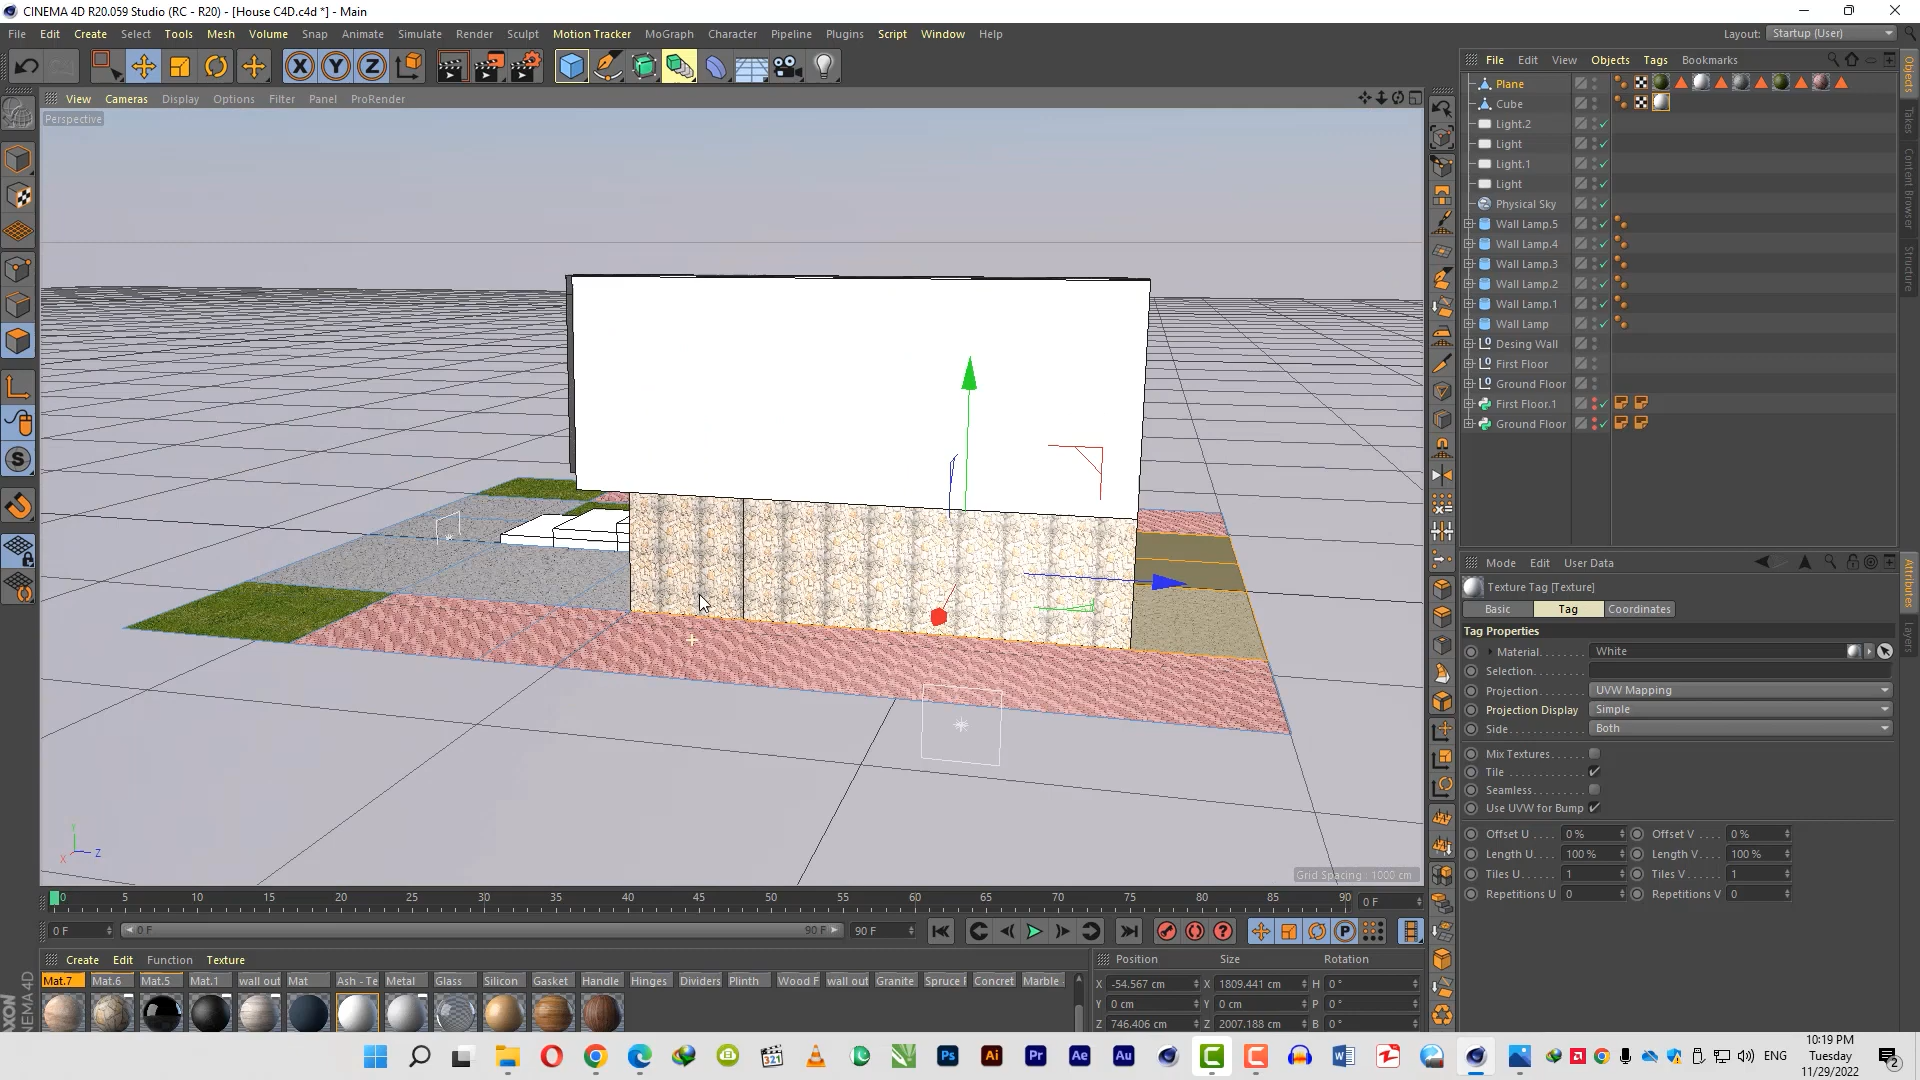 CINEMA 4D R20.059 Studio (RC - R20) - [House C4D.c4d *] - Main
File Edit Create Select Tools Mesh Volume Snap Animate Simulate Render Sculpt Motion Tracker MoGraph Character Pipeline Plugins Script Window Help
Layout: Startup (User)
View Cameras Display Options Filter Panel ProRender
Perspective
File Edit View Objects Tags Bookmarks
Plane
Cube
Light.2
Light
Light.1
Light
Physical Sky
Wall Lamp.5
Wall Lamp.4
Wall Lamp.3
Wall Lamp.2
Wall Lamp.1
Wall Lamp
Desing Wall
First Floor
Ground Floor
First Floor.1
Ground Floor
Objects
Takes
Content Browser
Structure
Mode Edit User Data
Texture Tag [Texture]
Basic Tag Coordinates
Tag Properties
Material. . . . . . . . White
Selection. . . . . . . .
Projection. . . . . . . UVW Mapping
Projection Display Simple
Side. . . . . . . . . . . . Both
Mix Textures. . . . . .
Tile . . . . . . . . . . . . .
Seamless. . . . . . . . .
Use UVW for Bump
Offset U . . . . 0 % Offset V . . . . 0 %
Length U. . . . 100 % Length V. . . . 100 %
Tiles U. . . . . . 1 Tiles V. . . . . . 1
Repetitions U 0 Repetitions V 0
Attributes
Layers
X Y Z
Grid Spacing : 1000 cm
0 5 10 15 20 25 30 35 40 45 50 55 60 65 70 75 80 85 90 0 F
0 F 0 F 90 F 90 F
Create Edit Function Texture
Mat.7 Mat.6 Mat.5 Mat.1 wall out Mat Ash - Te Metal Glass Silicon Gasket Handle Hinges Dividers Plinth Wood F wall out Granite Spruce Concret Marble
Position Size Rotation
X -54.567 cm X 1809.441 cm H 0 °
Y 0 cm Y 0 cm P 0 °
Z 746.406 cm Z 2007.188 cm B 0 °
ENG
10:19 PM
Tuesday
11/29/2022
2